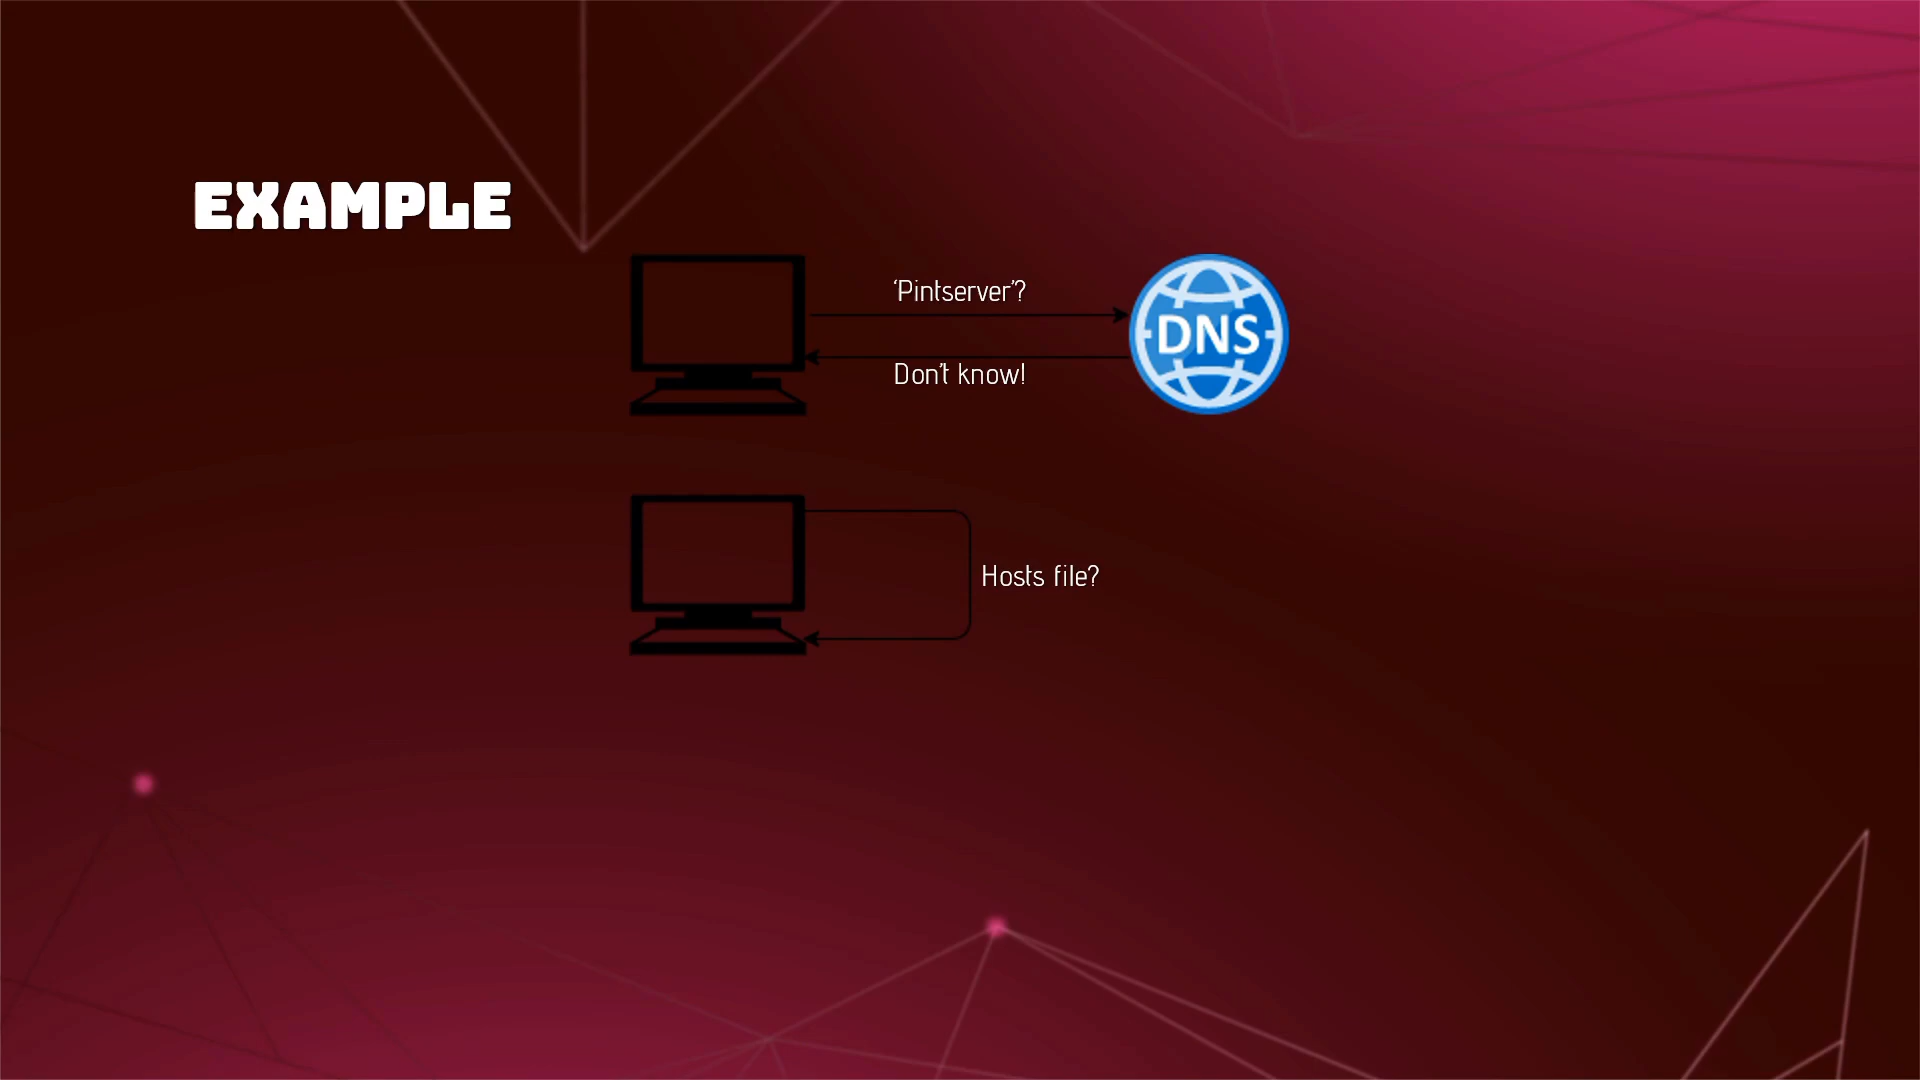 EXAMPLE
‘Pintserver’?
DNS
Don’t know!
Hosts file?